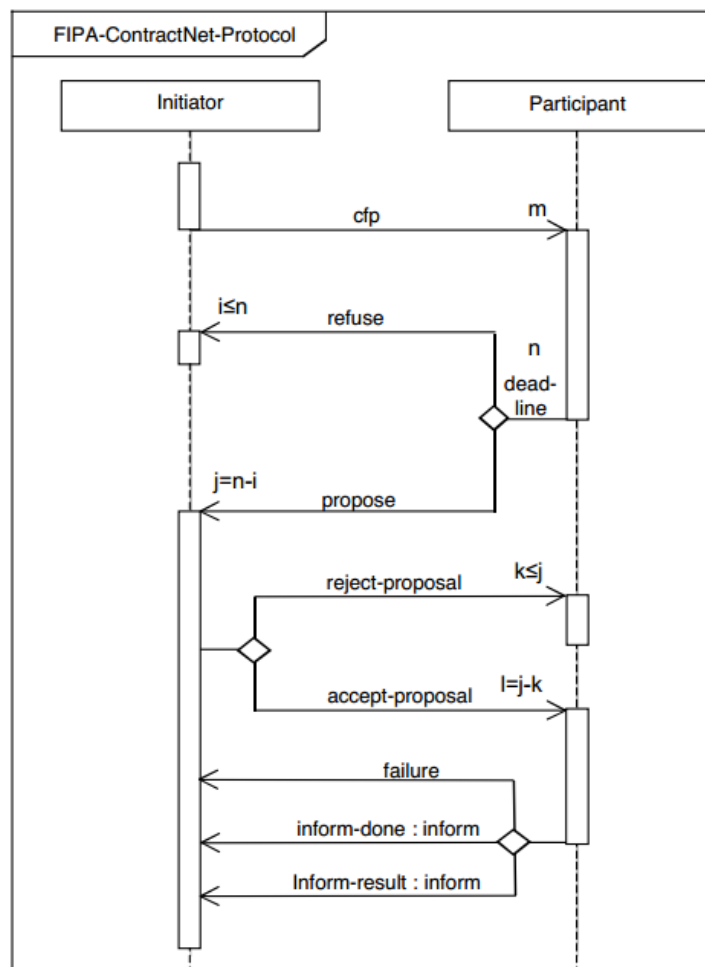 FIPA-ContractNet-Protocol
Initiator
Participant
cfp
m
i≤n
refuse
n
dead-
line
j=n-i
propose
reject-proposal
k≤j
accept-proposal
l=j-k
failure
inform-done : inform
Inform-result : inform